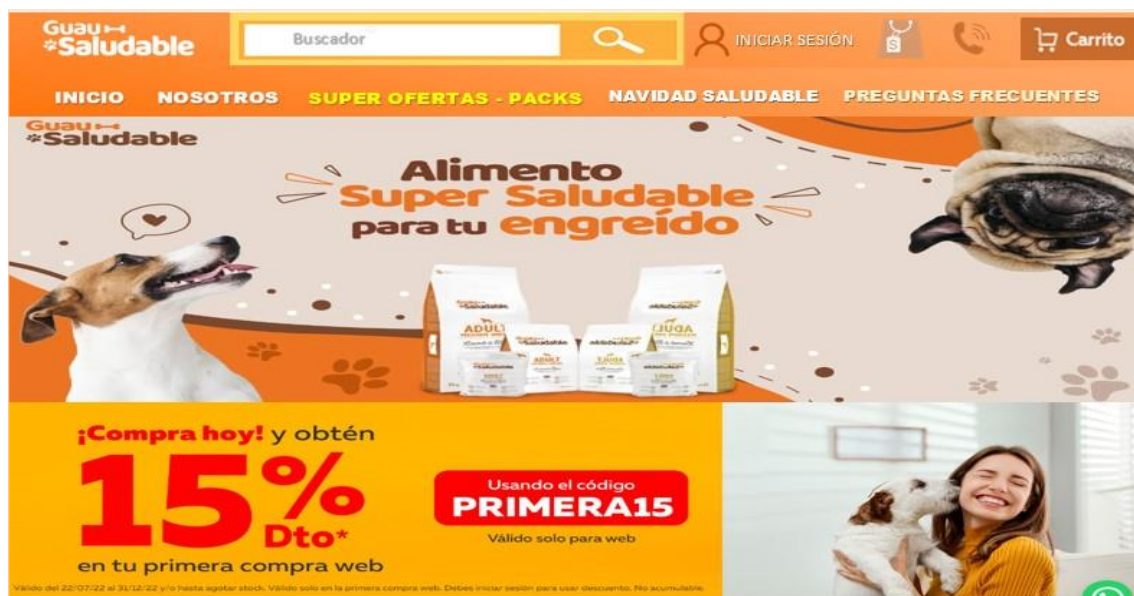 Guau
Saludable
Buscador
INICIAR SESIÓN
$
Carrito
INICIO NOSOTROS SUPER OFERTAS - PACKS NAVIDAD SALUDABLE PREGUNTAS FRECUENTES
Guau
Saludable
Alimento
Super Saludable
para tu engreído
ADULT
ADULT
¡Compra hoy! y obtén
15%
Dto*
en tu primera compra web
Usando el código
PRIMERA15
Válido solo para web
Válido del 22/07/22 al 31/12/22 y/o hasta agotar stock. Válido solo en la primera compra web. Debes iniciar sesión para usar descuento. No acumulable.